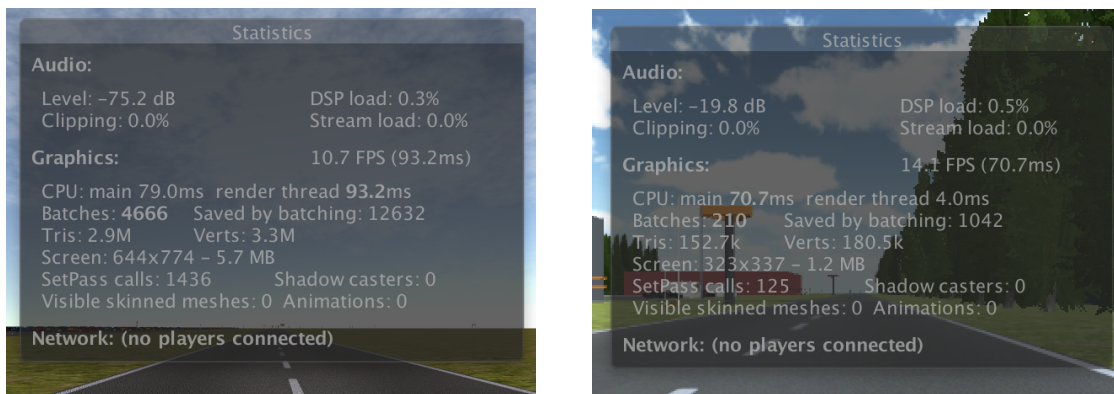 Statistics
Audio:
Level: -75.2 dB DSP load: 0.3%
Clipping: 0.0% Stream load: 0.0%
Graphics: 10.7 FPS (93.2ms)
CPU: main 79.0ms render thread 93.2ms
Batches: 4666 Saved by batching: 12632
Tris: 2.9M Verts: 3.3M
Screen: 644x774 - 5.7 MB
SetPass calls: 1436 Shadow casters: 0
Visible skinned meshes: 0 Animations: 0
Network: (no players connected)
Statistics
Audio:
Level: -19.8 dB DSP load: 0.5%
Clipping: 0.0% Stream load: 0.0%
Graphics: 14.1 FPS (70.7ms)
CPU: main 70.7ms render thread 4.0ms
Batches: 210 Saved by batching: 1042
Tris: 152.7k Verts: 180.5k
Screen: 323x337 - 1.2 MB
SetPass calls: 125 Shadow casters: 0
Visible skinned meshes: 0 Animations: 0
Network: (no players connected)